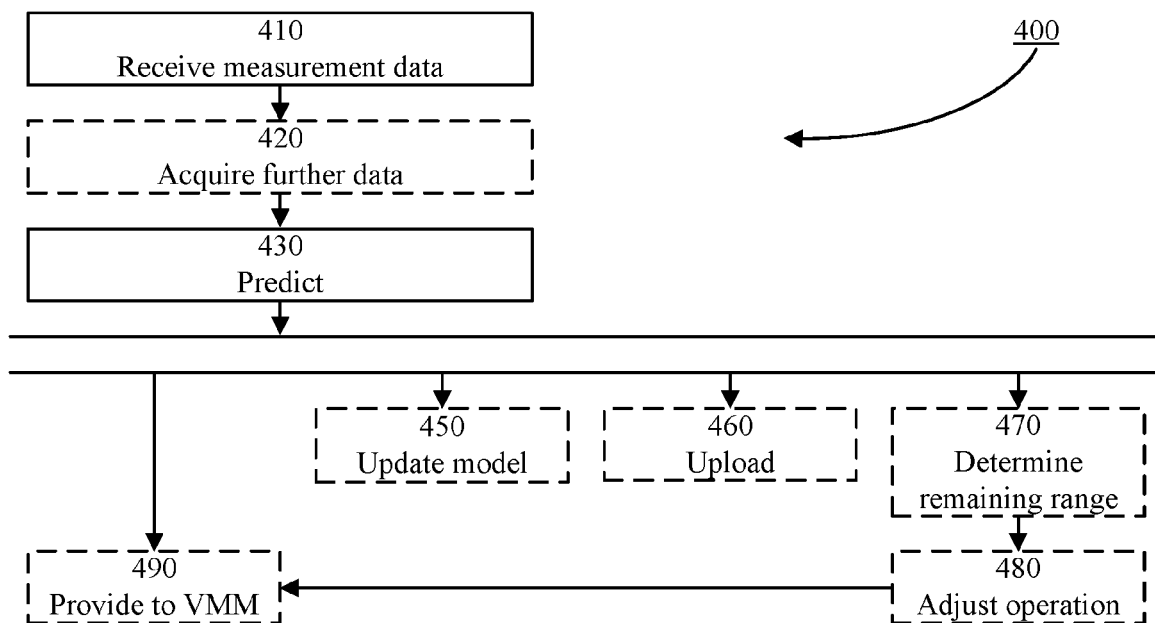 410
Receive measurement data
400
420
Acquire further data
430
Predict
450
Update model
460
Upload
470
Determine
remaining range
490
Provide to VMM
480
Adjust operation